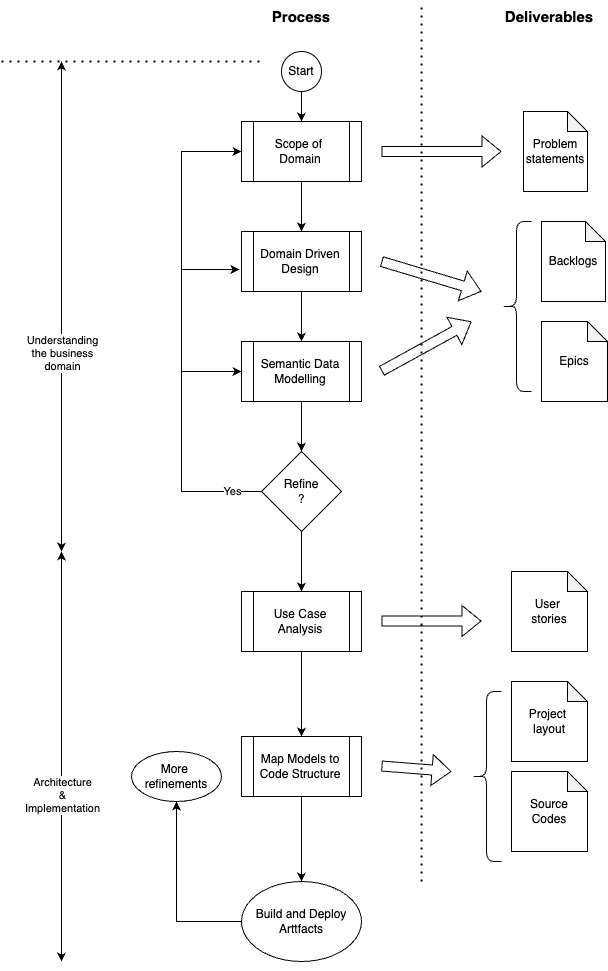 Process
Deliverables
Start
Scope of
Domain
Problem
statements
Domain Driven
Design
Backlogs
Understanding
the business
domain
Semantic Data
Modelling
Epics
Refine
?
Yes
Use Case
Analysis
User
stories
Project
layout
Map Models to
Code Structure
More
refinements
Architecture
&
Implementation
Source
Codes
Build and Deploy
Arttfacts